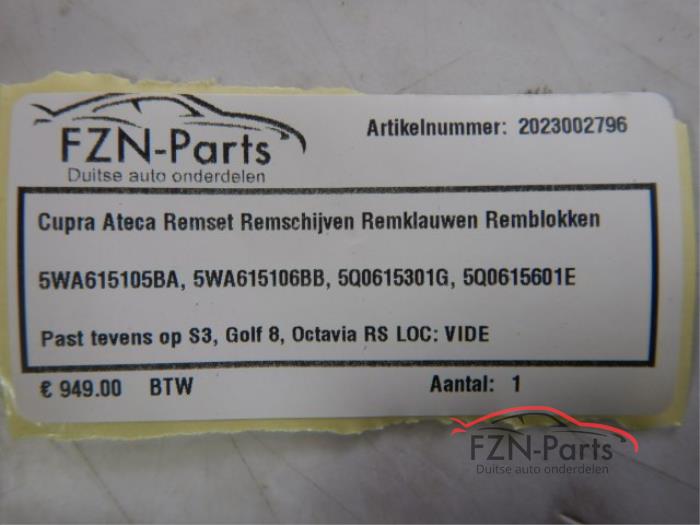 FZN-Parts
Duitse auto onderdelen
Artikelnummer: 2023002796
Cupra Ateca Remset Remschijven Remklauwen Remblokken
5WA615105BA, 5WA615106BB, 5Q0615301G, 5Q0615601E
Past tevens op S3, Golf 8, Octavia RS LOC: VIDE
€ 949.00 BTW Aantal: 1
FZN-Parts
Duitse auto onderdelen